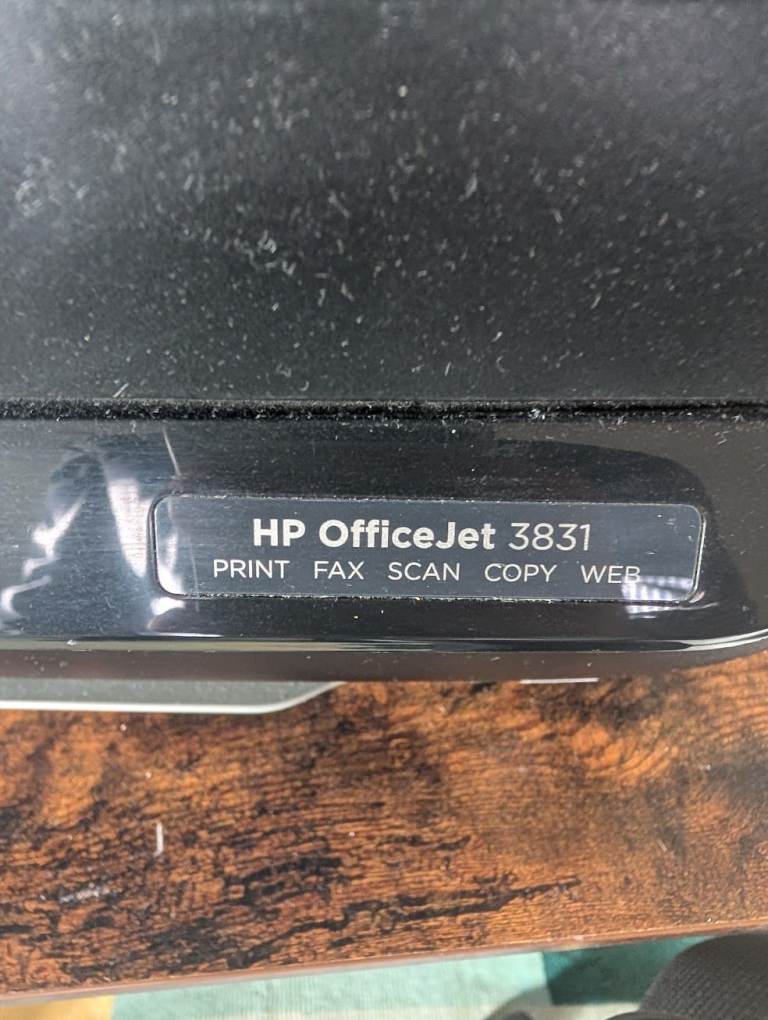 HP OfficeJet 3831
PRINT FAX SCAN COPY WEB